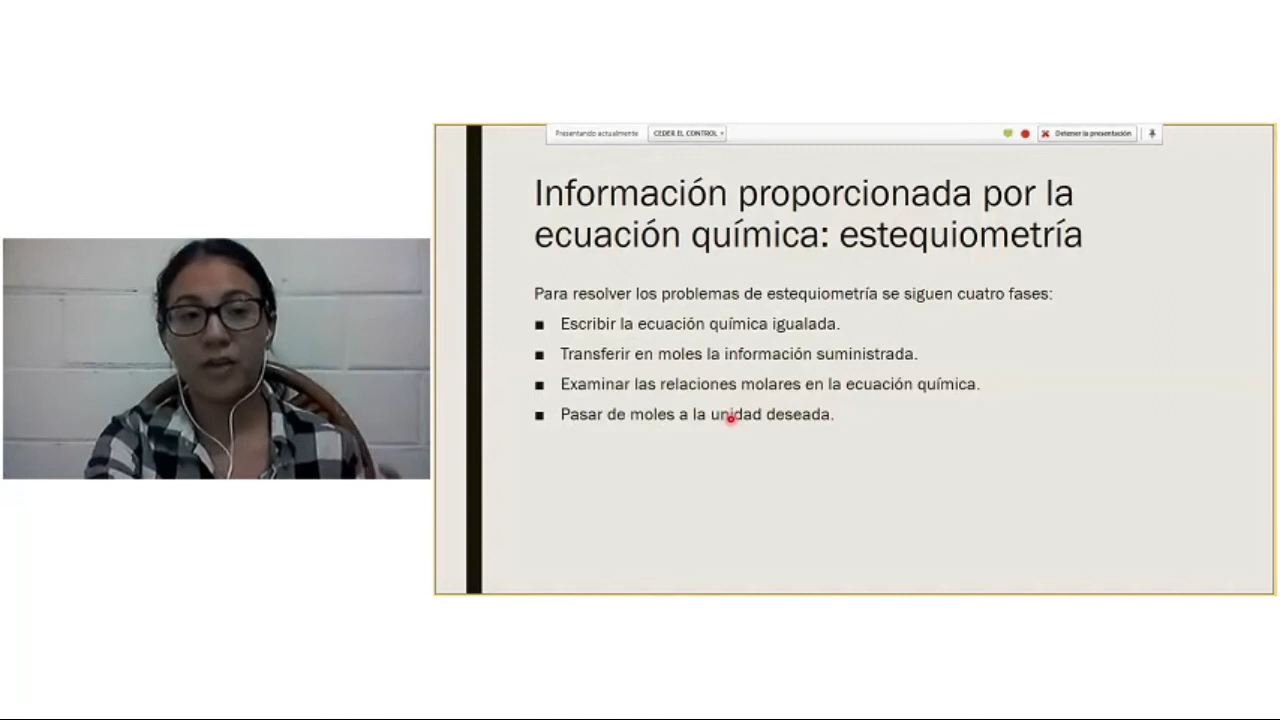 Presentando actualmente CEDER EL CONTROL Detener la presentación
Información proporcionada por la
ecuación química: estequiometría
Para resolver los problemas de estequiometría se siguen cuatro fases:
■ Escribir la ecuación química igualada.
■ Transferir en moles la información suministrada.
■ Examinar las relaciones molares en la ecuación química.
■ Pasar de moles a la unidad deseada.